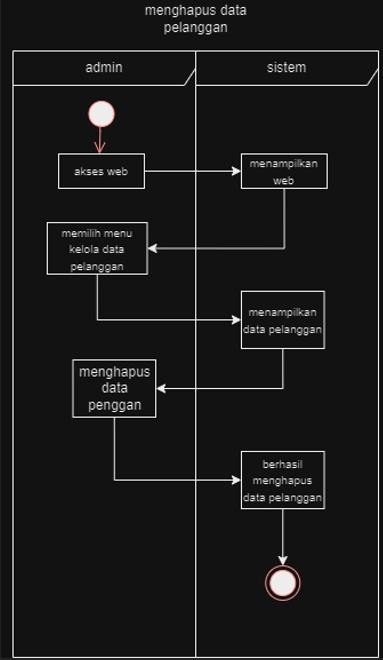 menghapus data
pelanggan
admin
sistem
akses web
menampilkan
web
memilih menu
kelola data
pelanggan
menampilkan
data pelanggan
menghapus
data
penggan
berhasil
menghapus
data pelanggan